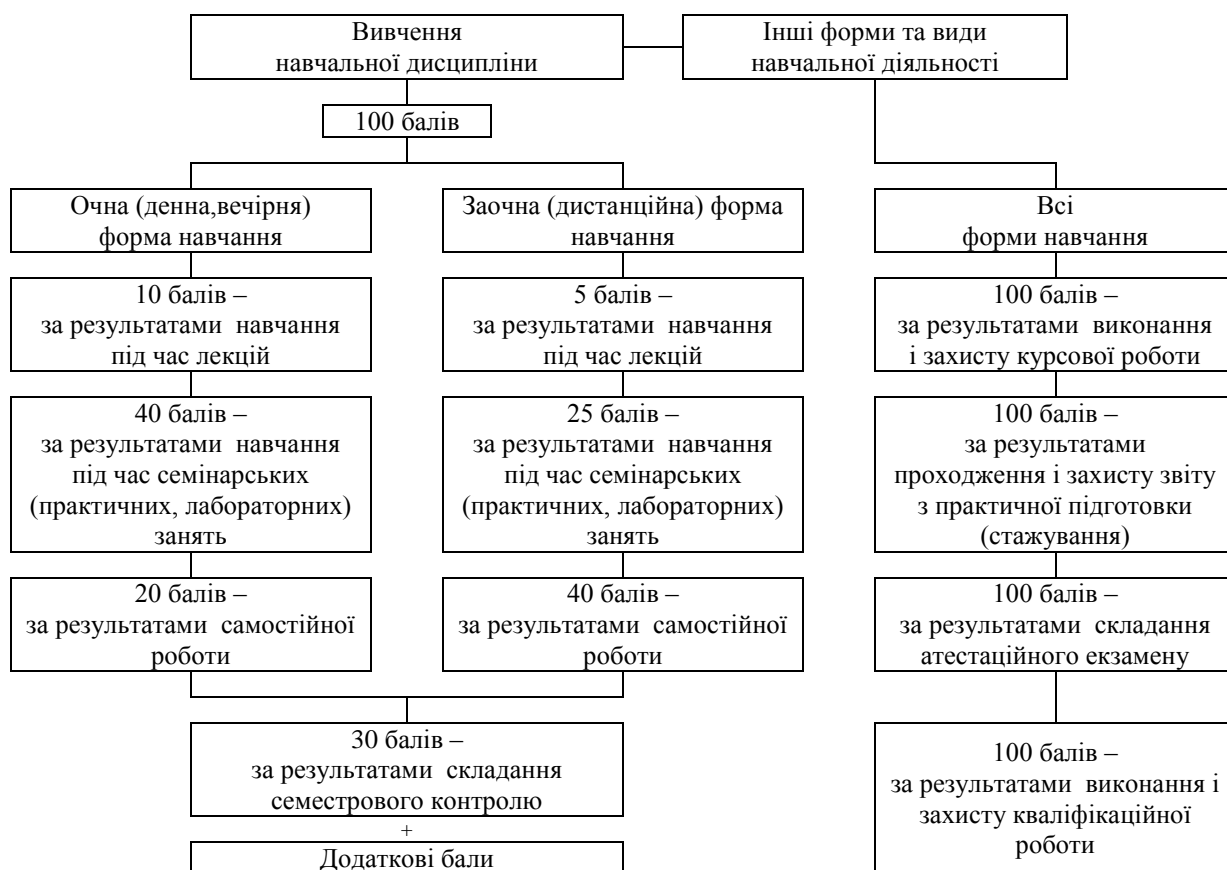 Вивчення
навчальної дисципліни
Інші форми та види
навчальної діяльності
100 балів
Очна (денна,вечірня)
форма навчання
Заочна (дистанційна) форма
навчання
Всі
форми навчання
10 балів –
за результатами навчання
під час лекцій
5 балів –
за результатами навчання
під час лекцій
100 балів –
за результатами виконання
і захисту курсової роботи
40 балів –
за результатами навчання
під час семінарських
(практичних, лабораторних)
занять
25 балів –
за результатами навчання
під час семінарських
(практичних, лабораторних)
занять
100 балів –
за результатами
проходження і захисту звіту
з практичної підготовки
(стажування)
20 балів –
за результатами самостійної
роботи
40 балів –
за результатами самостійної
роботи
100 балів –
за результатами складання
атестаційного екзамену
30 балів –
за результатами складання
семестрового контролю
+
Додаткові бали
100 балів –
за результатами виконання і
захисту кваліфікаційної
роботи